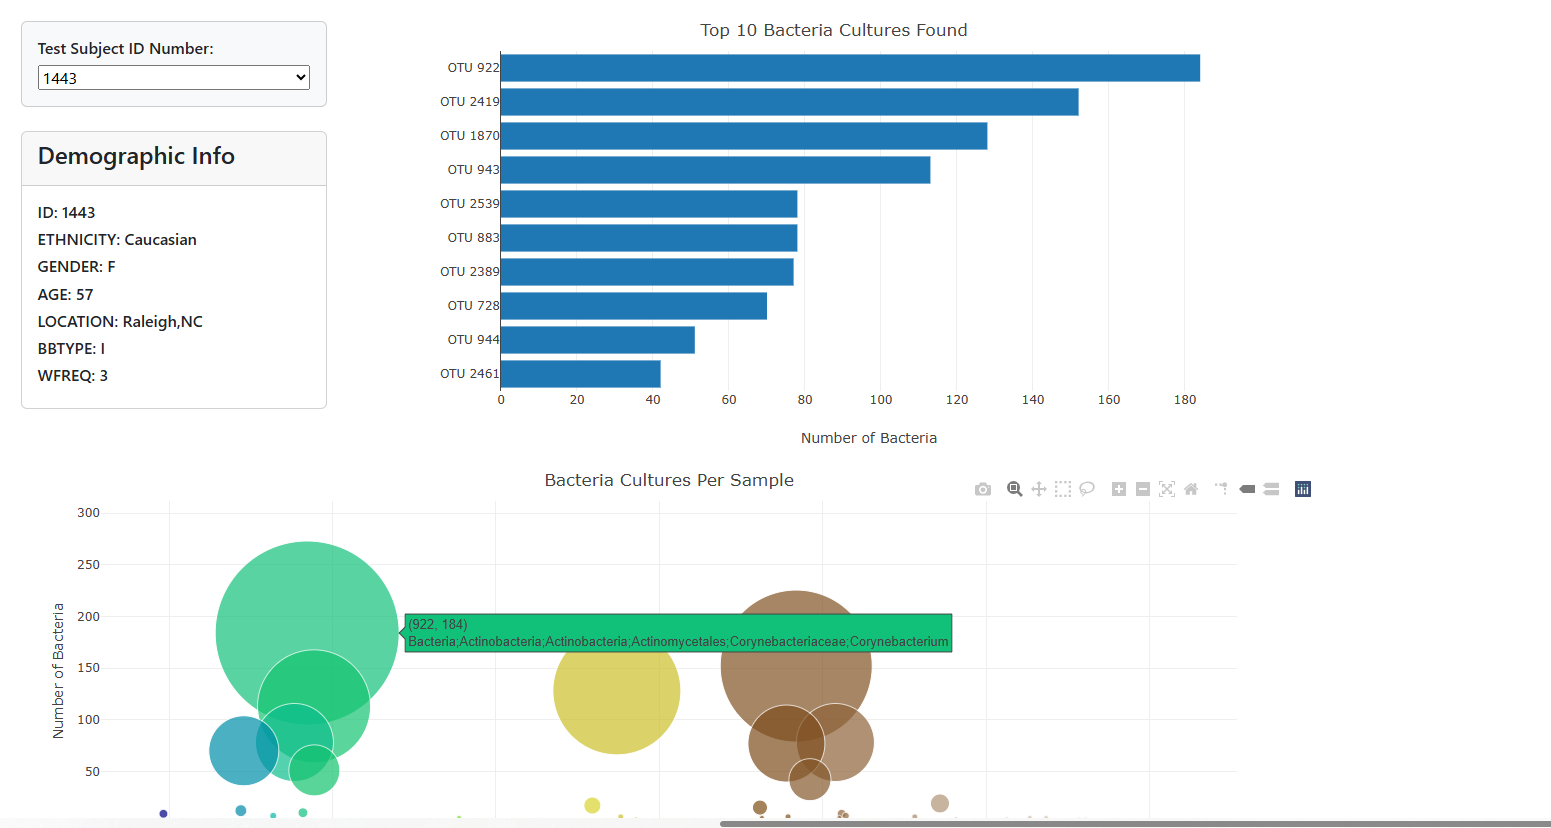 Test Subject ID Number:
1443
Demographic Info
ID: 1443
ETHNICITY: Caucasian
GENDER: F
AGE: 57
LOCATION: Raleigh,NC
BBTYPE: I
WFREQ: 3
Top 10 Bacteria Cultures Found
OTU 922
OTU 2419
OTU 1870
OTU 943
OTU 2539
OTU 883
OTU 2389
OTU 728
OTU 944
OTU 2461
0 20 40 60 80 100 120 140 160 180
Number of Bacteria
Bacteria Cultures Per Sample
Number of Bacteria
300
250
200
150
100
50
(922, 184)
Bacteria;Actinobacteria;Actinobacteria;Actinomycetales;Corynebacteriaceae;Corynebacterium